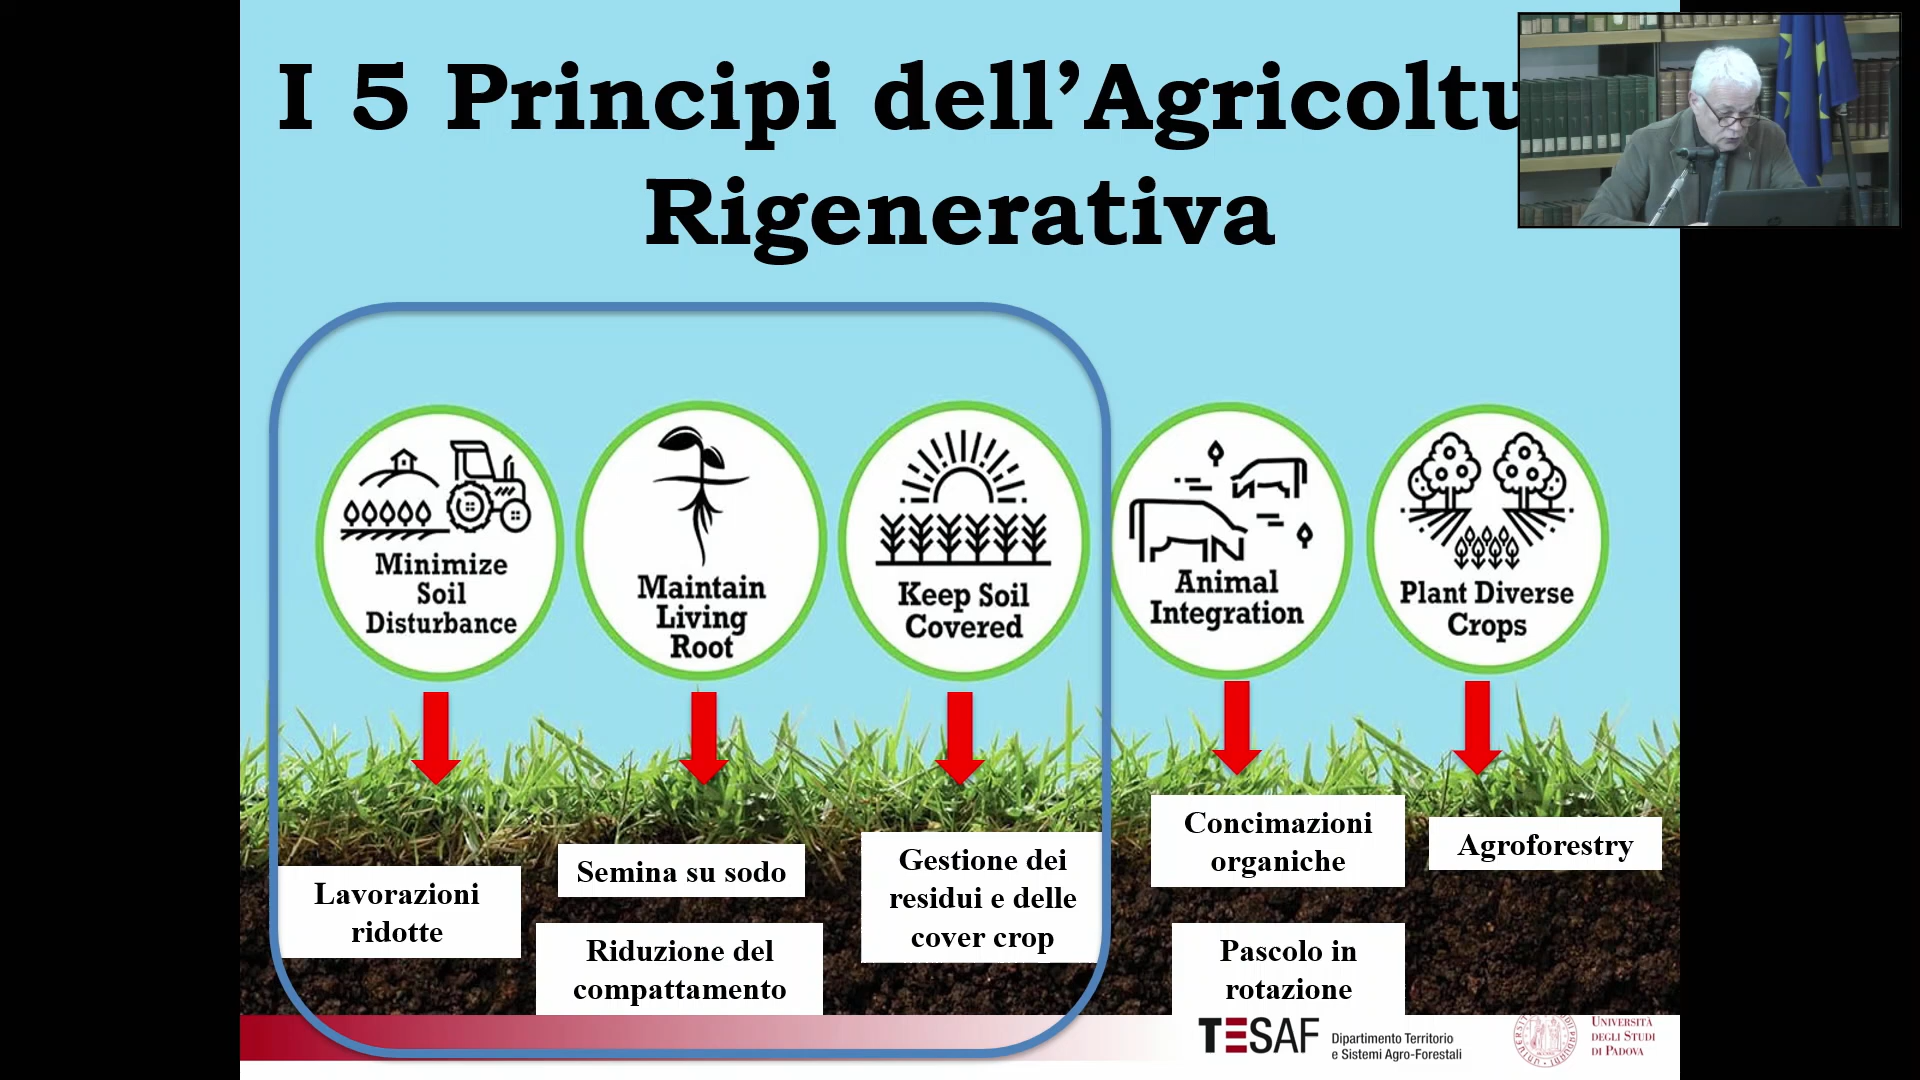 I 5 Principi dell’Agricoltu
Rigenerativa
Minimize
Soil
Disturbance
Maintain
Living
Root
Keep Soil
Covered
Animal
Integration
Plant Diverse
Crops
Lavorazioni
ridotte
Semina su sodo
Riduzione del
compattamento
Gestione dei
residui e delle
cover crop
Concimazioni
organiche
Pascolo in
rotazione
Agroforestry
TESAF
Dipartimento Territorio
e Sistemi Agro-Forestali
Università
degli Studi
di Padova